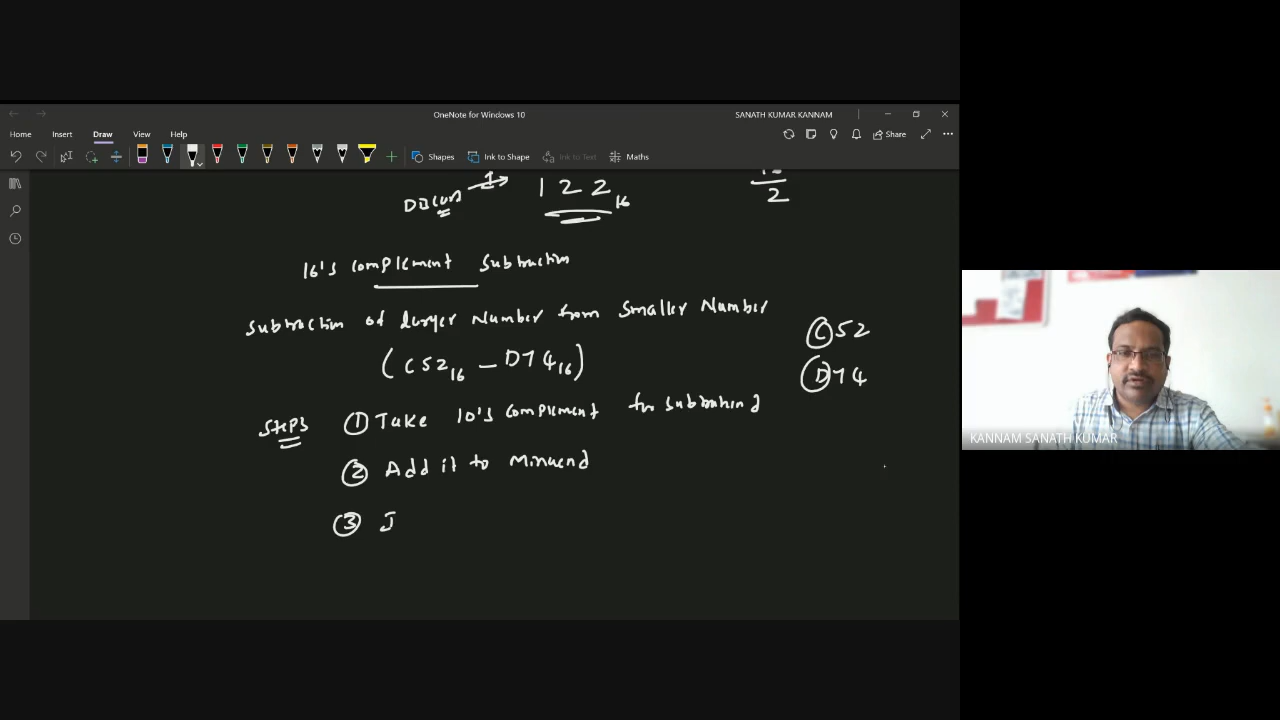 OneNote for Windows 10
SANATH KUMAR KANNAM
Home Insert Draw View Help
Share
Shapes Ink to Shape Ink to Text Maths
1 2 2 16
2
16's complement subtraction
subtraction of larger Number from smaller Number
(C52 16 - D74 16)
C52
D74
Steps ① Take 10's complement for subtrahend
② Add it to Minuend
③ I
KANNAM SANATH KUMAR